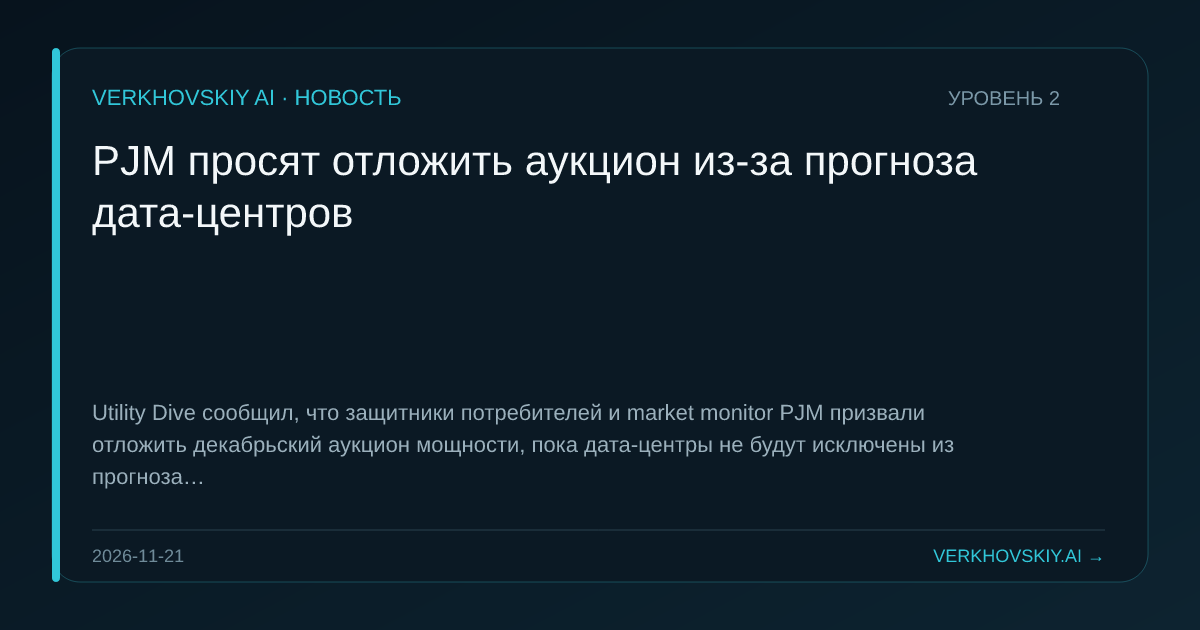 VERKHOVSKIY AI · НОВОСТЬ
УРОВЕНЬ 2
PJM просят отложить аукцион из-за прогноза
дата-центров
Utility Dive сообщил, что защитники потребителей и market monitor PJM призвали
отложить декабрьский аукцион мощности, пока дата-центры не будут исключены из
прогноза…
2026-11-21
VERKHOVSKIY.AI →